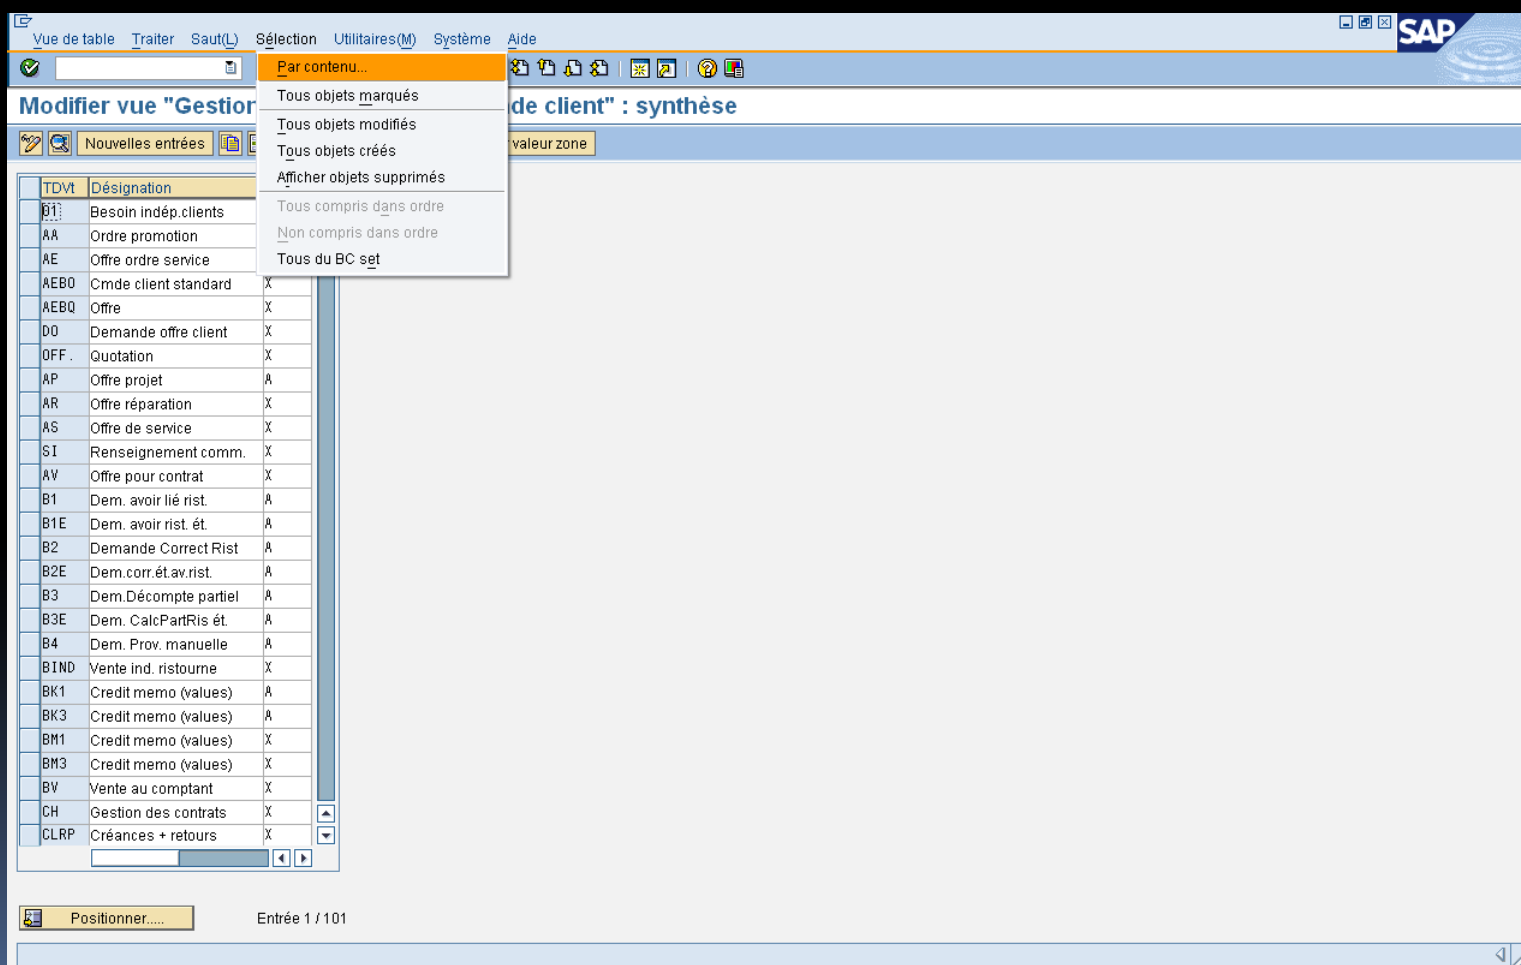 Vue de table Traiter Saut(L) Sélection Utilitaires(M) Système Aide
SAP
Par contenu...
Tous objets marqués
Tous objets modifiés
Tous objets créés
Afficher objets supprimés
Tous compris dans ordre
Non compris dans ordre
Tous du BC set
Modifier vue "Gestion de client" : synthèse
Nouvelles entrées valeur zone
TDVt Désignation
01 Besoin indép.clients
AA Ordre promotion
AE Offre ordre service
AEBO Cmde client standard X
AEBQ Offre X
DO Demande offre client X
OFF. Quotation X
AP Offre projet A
AR Offre réparation X
AS Offre de service X
SI Renseignement comm. X
AV Offre pour contrat X
B1 Dem. avoir lié rist. A
B1E Dem. avoir rist. ét. A
B2 Demande Correct Rist A
B2E Dem.corr.ét.av.rist. A
B3 Dem.Décompte partiel A
B3E Dem. CalcPartRis ét. A
B4 Dem. Prov. manuelle A
BIND Vente ind. ristourne X
BK1 Credit memo (values) A
BK3 Credit memo (values) A
BM1 Credit memo (values) X
BM3 Credit memo (values) X
BV Vente au comptant X
CH Gestion des contrats X
CLRP Créances + retours X
Positionner..... Entrée 1 / 101